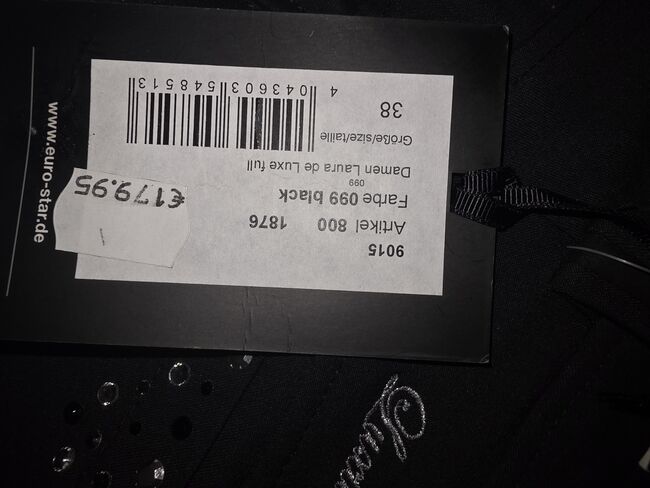 9015
Artikel 800 1876
Farbe 099 black
099
Damen Laura de Luxe full
Größe/size/taille
38
4 043603 548513
€179.95
www.euro-star.de